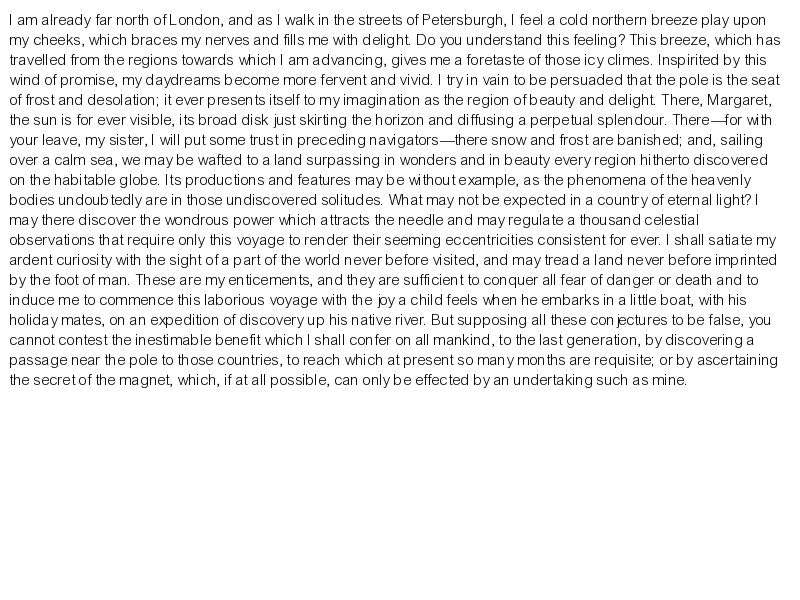 I am already far north of London, and as I walk in the streets of Petersburgh, I feel a cold northern breeze play upon
my cheeks, which braces my nerves and fills me with delight. Do you understand this feeling? This breeze, which has
travelled from the regions towards which I am advancing, gives me a foretaste of those icy climes. Inspirited by this
wind of promise, my daydreams become more fervent and vivid. I try in vain to be persuaded that the pole is the seat
of frost and desolation; it ever presents itself to my imagination as the region of beauty and delight. There, Margaret,
the sun is for ever visible, its broad disk just skirting the horizon and diffusing a perpetual splendour. There—for with
your leave, my sister, I will put some trust in preceding navigators—there snow and frost are banished; and, sailing
over a calm sea, we may be wafted to a land surpassing in wonders and in beauty every region hitherto discovered
on the habitable globe. Its productions and features may be without example, as the phenomena of the heavenly
bodies undoubtedly are in those undiscovered solitudes. What may not be expected in a country of eternal light? I
may there discover the wondrous power which attracts the needle and may regulate a thousand celestial
observations that require only this voyage to render their seeming eccentricities consistent for ever. I shall satiate my
ardent curiosity with the sight of a part of the world never before visited, and may tread a land never before imprinted
by the foot of man. These are my enticements, and they are sufficient to conquer all fear of danger or death and to
induce me to commence this laborious voyage with the joy a child feels when he embarks in a little boat, with his
holiday mates, on an expedition of discovery up his native river. But supposing all these conjectures to be false, you
cannot contest the inestimable benefit which I shall confer on all mankind, to the last generation, by discovering a
passage near the pole to those countries, to reach which at present so many months are requisite; or by ascertaining
the secret of the magnet, which, if at all possible, can only be effected by an undertaking such as mine.